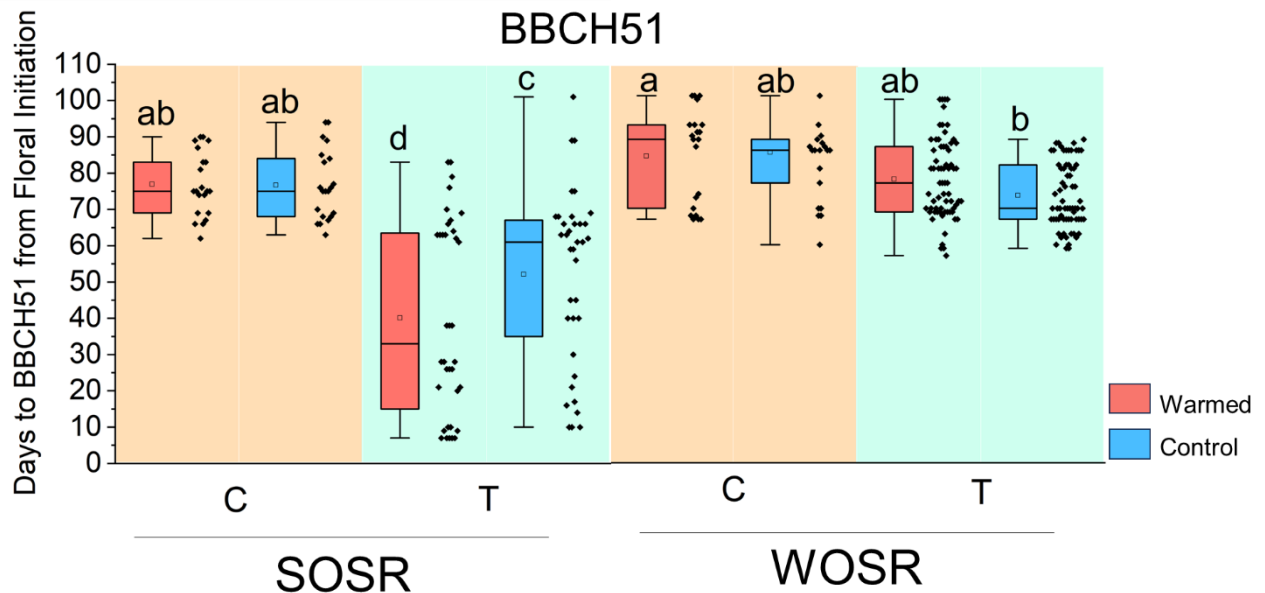 BBCH51
Days to BBCH51 from Floral Initiation
110
100
90
80
70
60
50
40
30
20
10
0
ab
ab
d
c
a
ab
ab
b
Warmed
Control
C
T
C
T
SOSR
WOSR